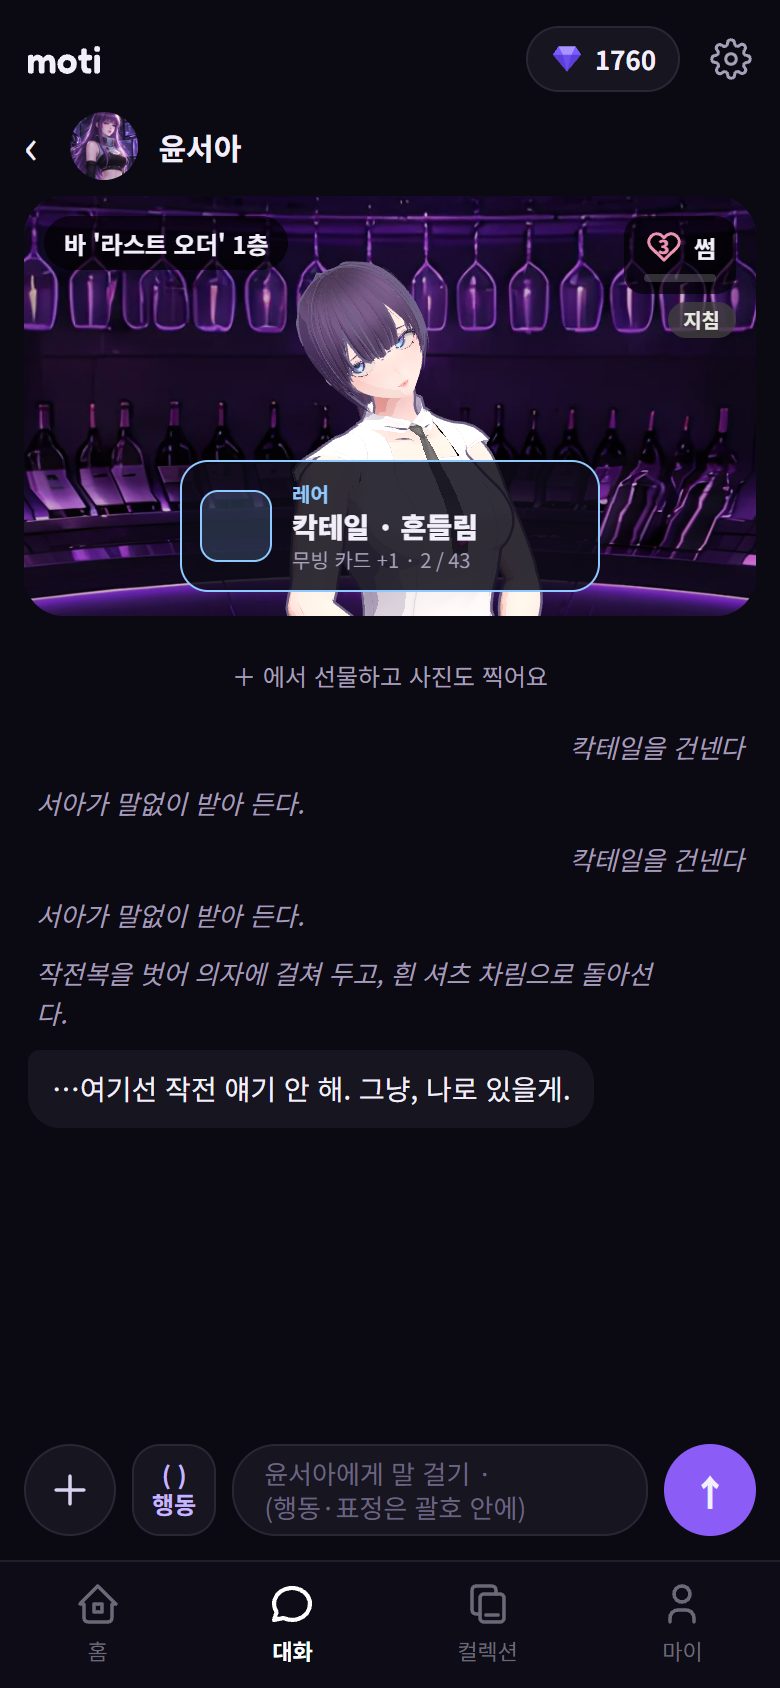 moti
1760
‹
윤서아
바 '라스트 오더' 1층
3 썸
지침
레어
칵테일 · 흔들림
무빙 카드 +1 · 2 / 43
+ 에서 선물하고 사진도 찍어요
칵테일을 건넨다
서아가 말없이 받아 든다.
칵테일을 건넨다
서아가 말없이 받아 든다.
작전복을 벗어 의자에 걸쳐 두고, 흰 셔츠 차림으로 돌아선
다.
…여기선 작전 얘기 안 해. 그냥, 나로 있을게.
( )
행동
윤서아에게 말 걸기 ·
(행동·표정은 괄호 안에)
홈
대화
컬렉션
마이